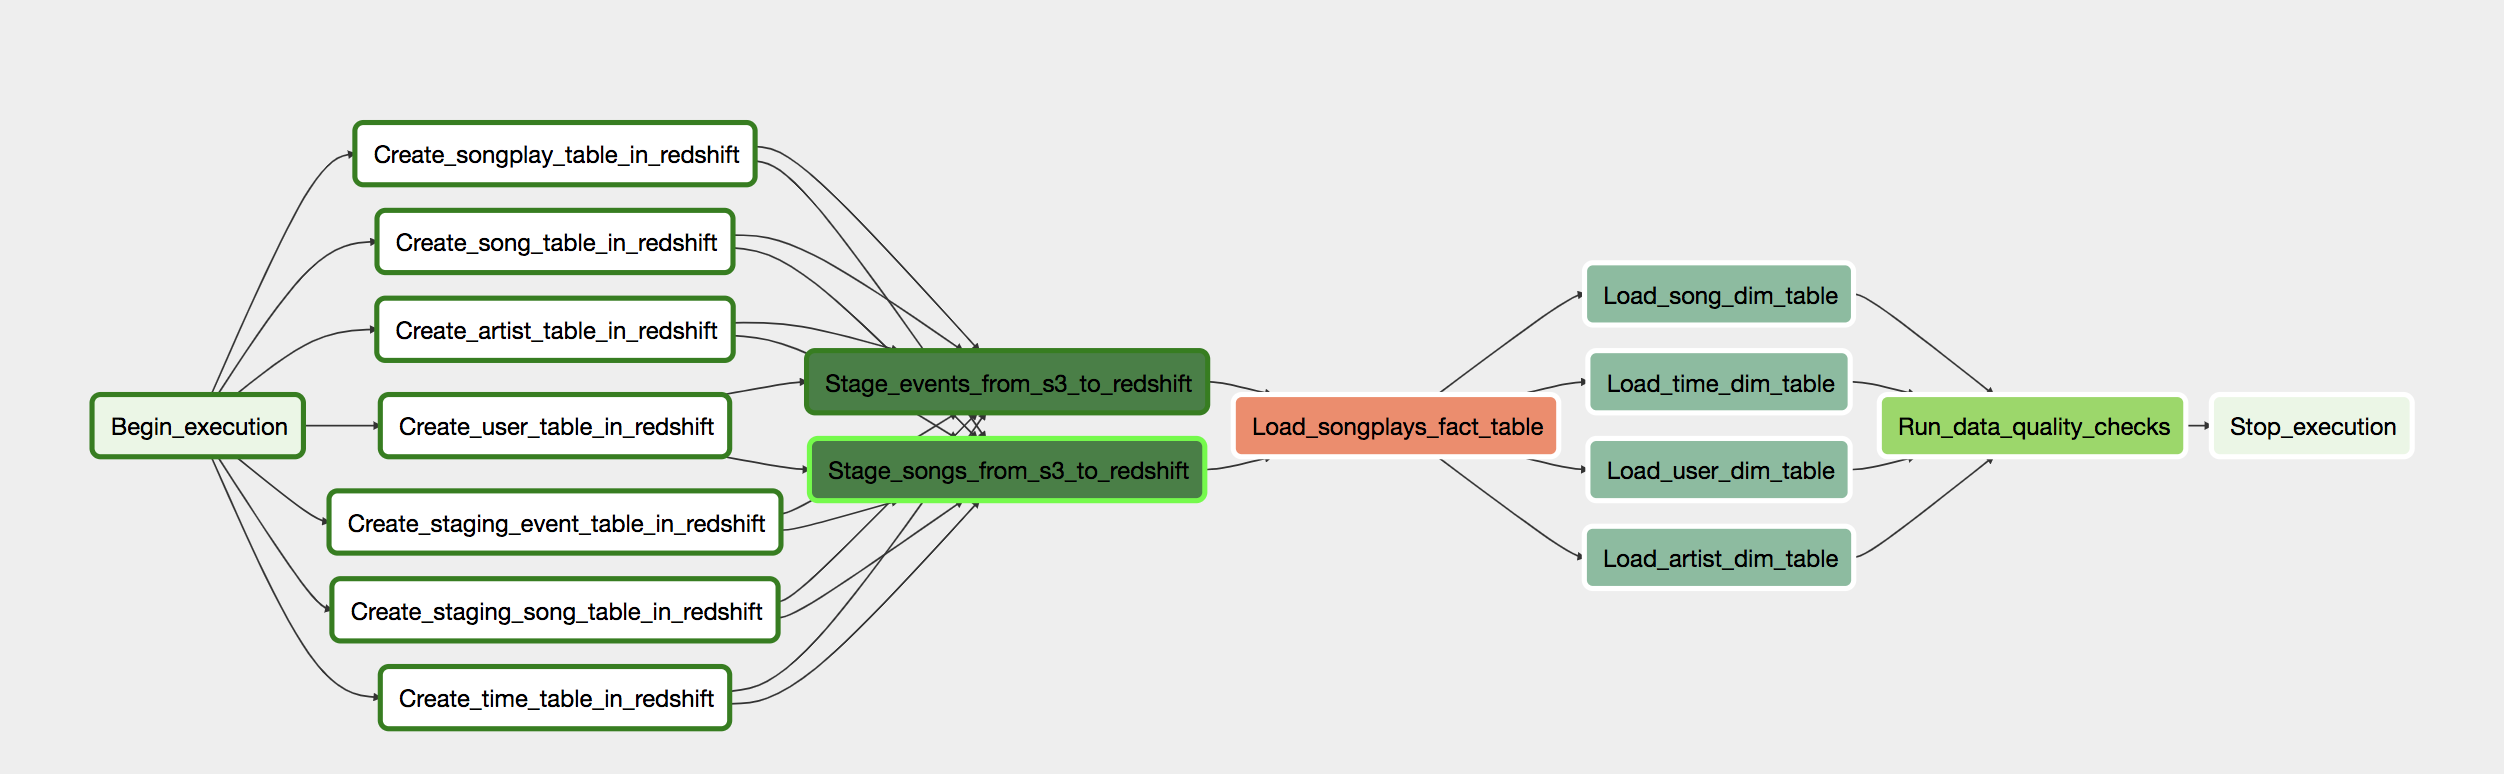 Begin_execution
Create_songplay_table_in_redshift
Create_song_table_in_redshift
Create_artist_table_in_redshift
Create_user_table_in_redshift
Create_staging_event_table_in_redshift
Create_staging_song_table_in_redshift
Create_time_table_in_redshift
Stage_events_from_s3_to_redshift
Stage_songs_from_s3_to_redshift
Load_songplays_fact_table
Load_song_dim_table
Load_time_dim_table
Load_user_dim_table
Load_artist_dim_table
Run_data_quality_checks
Stop_execution